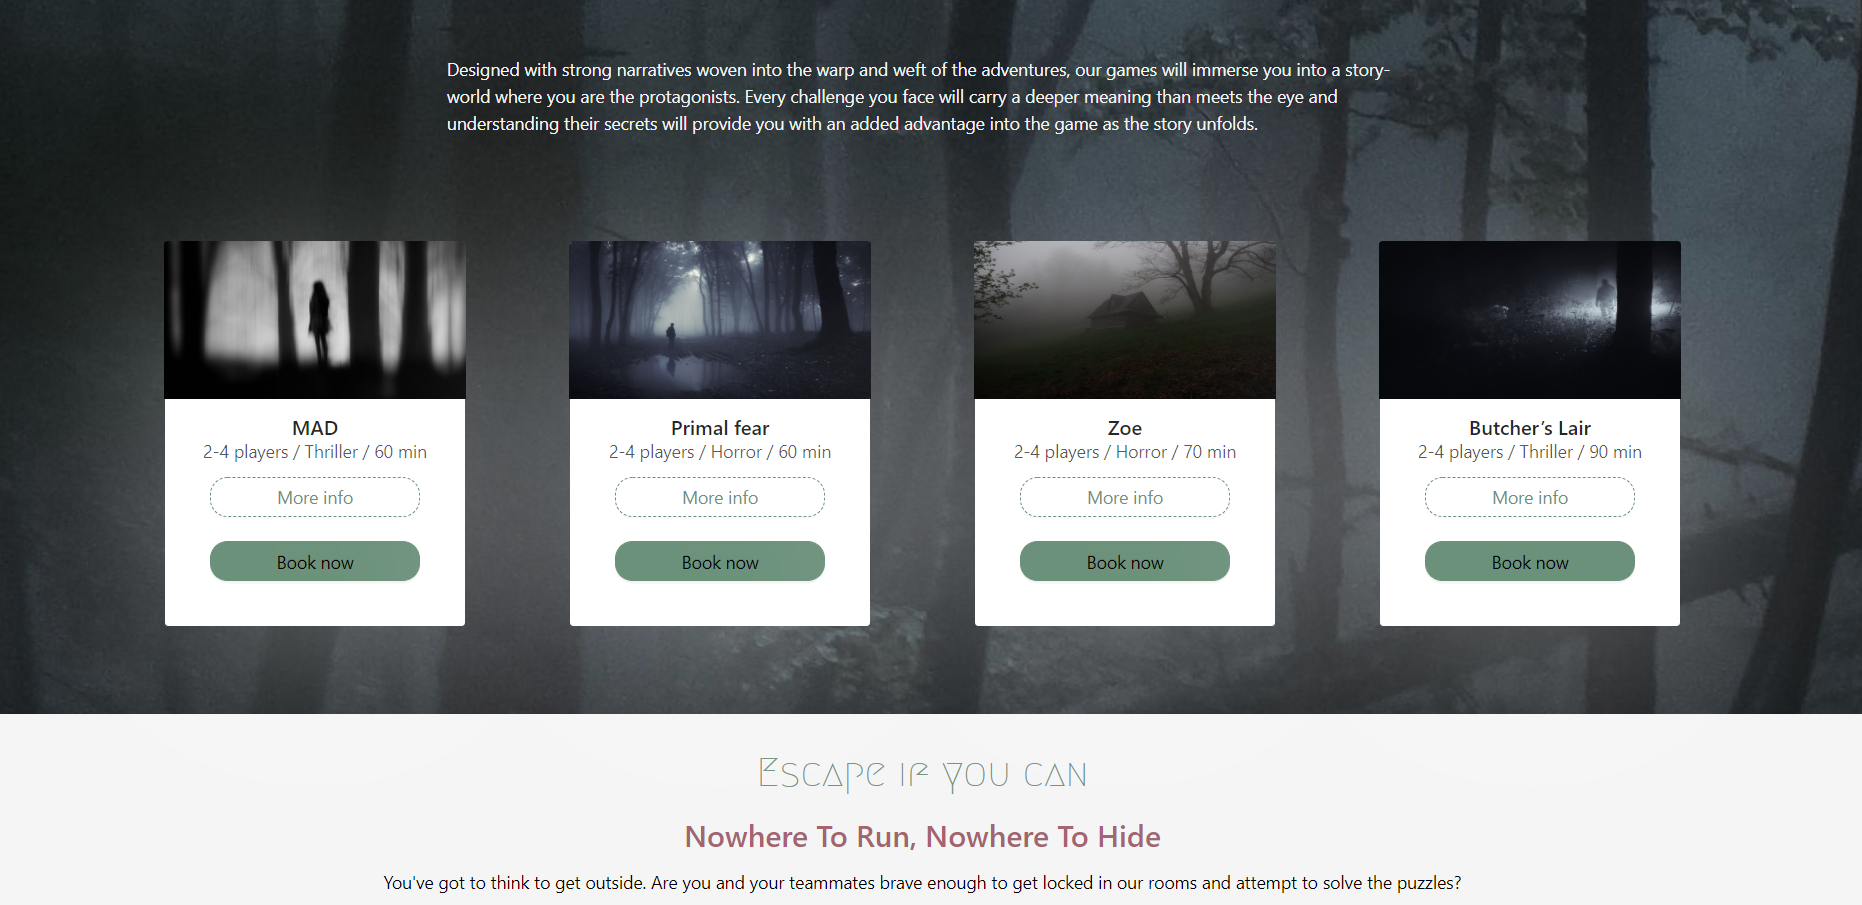 Designed with strong narratives woven into the warp and weft of the adventures, our games will immerse you into a story-
world where you are the protagonists. Every challenge you face will carry a deeper meaning than meets the eye and
understanding their secrets will provide you with an added advantage into the game as the story unfolds.
MAD
2-4 players / Thriller / 60 min
More info
Book now
Primal fear
2-4 players / Horror / 60 min
More info
Book now
Zoe
2-4 players / Horror / 70 min
More info
Book now
Butcher’s Lair
2-4 players / Thriller / 90 min
More info
Book now
Escape if you can
Nowhere To Run, Nowhere To Hide
You've got to think to get outside. Are you and your teammates brave enough to get locked in our rooms and attempt to solve the puzzles?